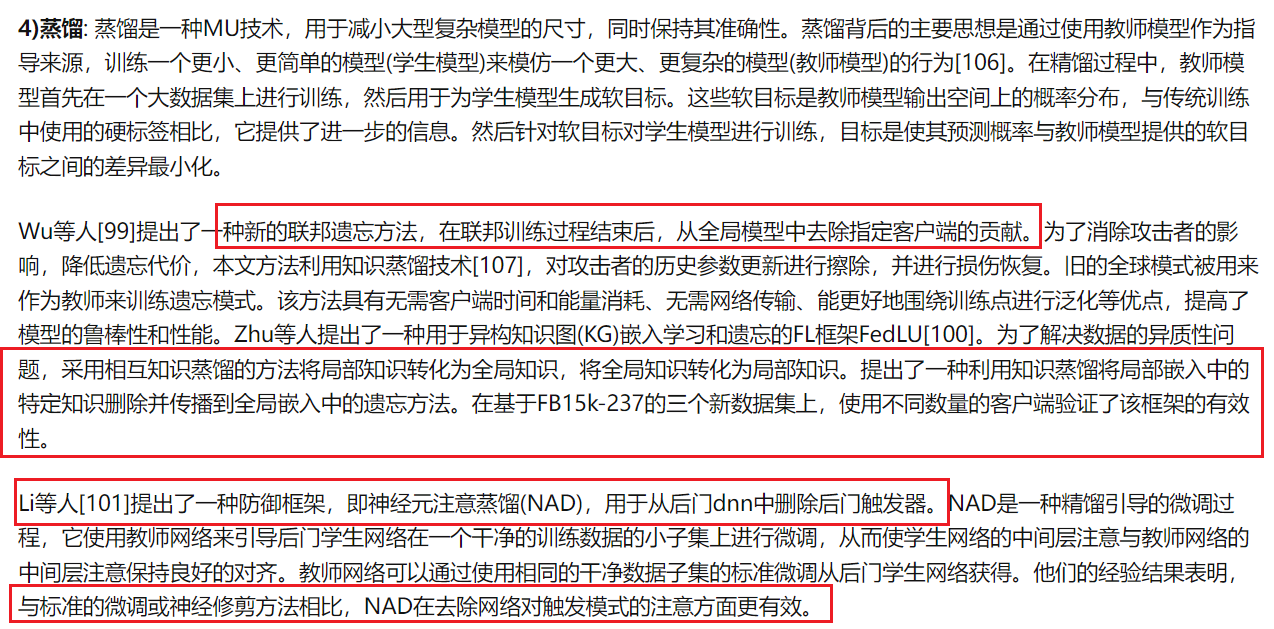 4)蒸馏: 蒸馏是一种MU技术，用于减小大型复杂模型的尺寸，同时保持其准确性。蒸馏背后的主要思想是通过使用教师模型作为指
导来源，训练一个更小、更简单的模型(学生模型)来模仿一个更大、更复杂的模型(教师模型)的行为[106]。在精馏过程中，教师模
型首先在一个大数据集上进行训练，然后用于为学生模型生成软目标。这些软目标是教师模型输出空间上的概率分布，与传统训练
中使用的硬标签相比，它提供了进一步的信息。然后针对软目标对学生模型进行训练，目标是使其预测概率与教师模型提供的软目
标之间的差异最小化。
Wu等人[99]提出了一种新的联邦遗忘方法，在联邦训练过程结束后，从全局模型中去除指定客户端的贡献。为了消除攻击者的影
响，降低遗忘代价，本文方法利用知识蒸馏技术[107]，对攻击者的历史参数更新进行擦除，并进行损伤恢复。旧的全球模式被用来
作为教师来训练遗忘模式。该方法具有无需客户端时间和能量消耗、无需网络传输、能更好地围绕训练点进行泛化等优点，提高了
模型的鲁棒性和性能。Zhu等人提出了一种用于异构知识图(KG)嵌入学习和遗忘的FL框架FedLU[100]。为了解决数据的异质性问
题，采用相互知识蒸馏的方法将局部知识转化为全局知识，将全局知识转化为局部知识。提出了一种利用知识蒸馏将局部嵌入中的
特定知识删除并传播到全局嵌入中的遗忘方法。在基于FB15k-237的三个新数据集上，使用不同数量的客户端验证了该框架的有效
性。
Li等人[101]提出了一种防御框架，即神经元注意蒸馏(NAD)，用于从后门dnn中删除后门触发器。NAD是一种精馏引导的微调过
程，它使用教师网络来引导后门学生网络在一个干净的训练数据的小子集上进行微调，从而使学生网络的中间层注意与教师网络的
中间层注意保持良好的对齐。教师网络可以通过使用相同的干净数据子集的标准微调从后门学生网络获得。他们的经验结果表明，
与标准的微调或神经修剪方法相比，NAD在去除网络对触发模式的注意方面更有效。